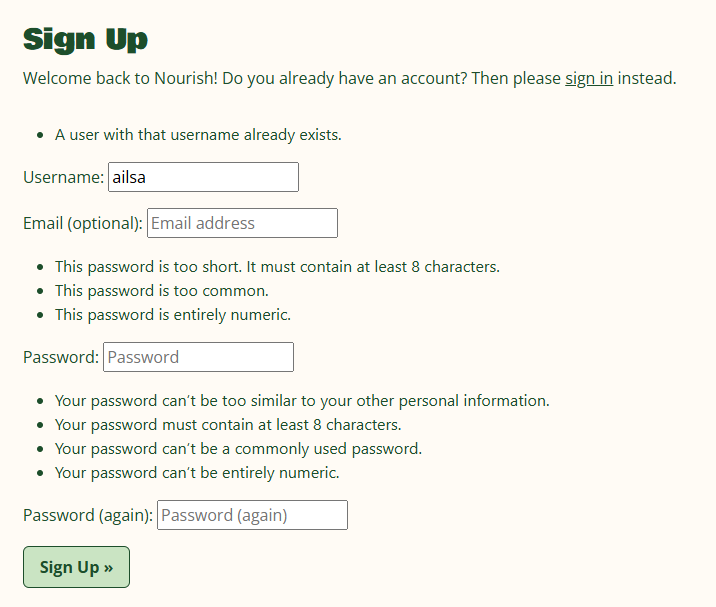 Sign Up
Welcome back to Nourish! Do you already have an account? Then please sign in instead.
• A user with that username already exists.
Username: ailsa
Email (optional): Email address
• This password is too short. It must contain at least 8 characters.
• This password is too common.
• This password is entirely numeric.
Password: Password
• Your password can’t be too similar to your other personal information.
• Your password must contain at least 8 characters.
• Your password can’t be a commonly used password.
• Your password can’t be entirely numeric.
Password (again): Password (again)
Sign Up »